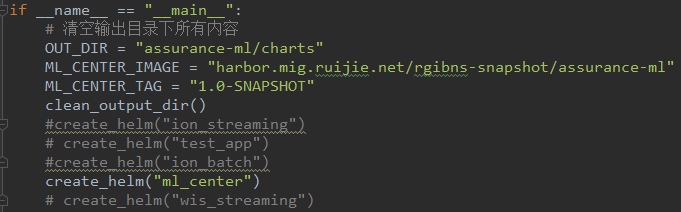 if __name__ == "__main__":
    # 清空输出目录下所有内容
    OUT_DIR = "assurance-ml/charts"
    ML_CENTER_IMAGE = "harbor.mig.ruijie.net/rgibns-snapshot/assurance-ml"
    ML_CENTER_TAG = "1.0-SNAPSHOT"
    clean_output_dir()
    #create_helm("ion_streaming")
    # create_helm("test_app")
    #create_helm("ion_batch")
    create_helm("ml_center")
    # create_helm("wis_streaming")